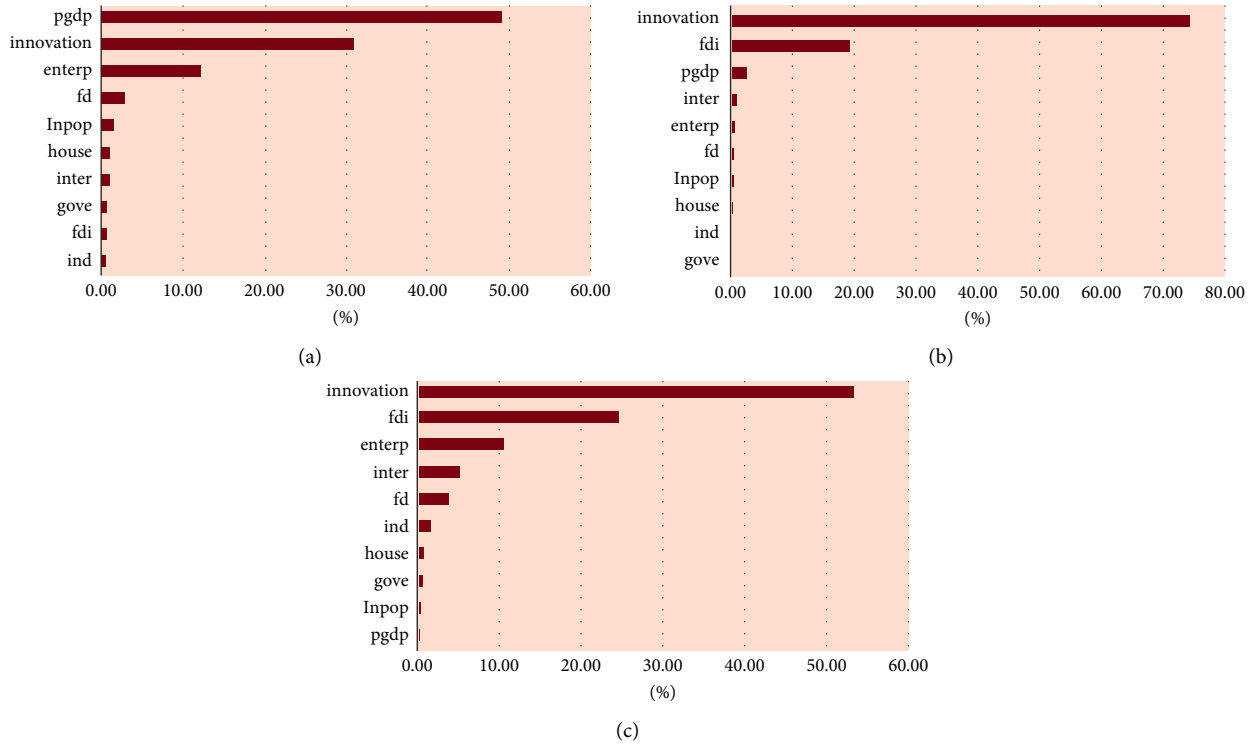 pgdp
innovation
enterp
fd
Inpop
house
inter
gove
fdi
ind
0.00 10.00 20.00 30.00 40.00 50.00 60.00
(%)
(a)
innovation
fdi
pgdp
inter
enterp
fd
Inpop
house
ind
gove
0.00 10.00 20.00 30.00 40.00 50.00 60.00 70.00 80.00
(%)
(b)
innovation
fdi
enterp
inter
fd
ind
house
gove
Inpop
pgdp
0.00 10.00 20.00 30.00 40.00 50.00 60.00
(%)
(c)